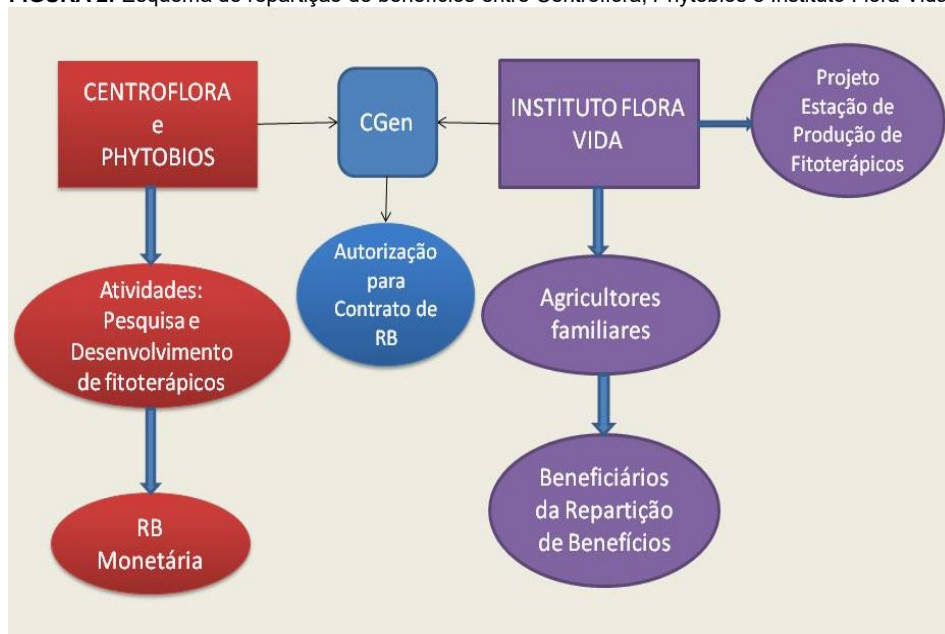 FIGURA 2. Esquema de repartição de benefícios entre Centroflora, Phytobios e Instituto Flora Vida
CENTROFLORA
e
PHYTOBIOS
CGen
INSTITUTO FLORA
VIDA
Projeto
Estação de
Produção de
Fitoterápicos
Atividades:
Pesquisa e
Desenvolvimento
de fitoterápicos
Autorização
para
Contrato de
RB
Agricultores
familiares
RB
Monetária
Beneficiários
da Repartição
de Benefícios